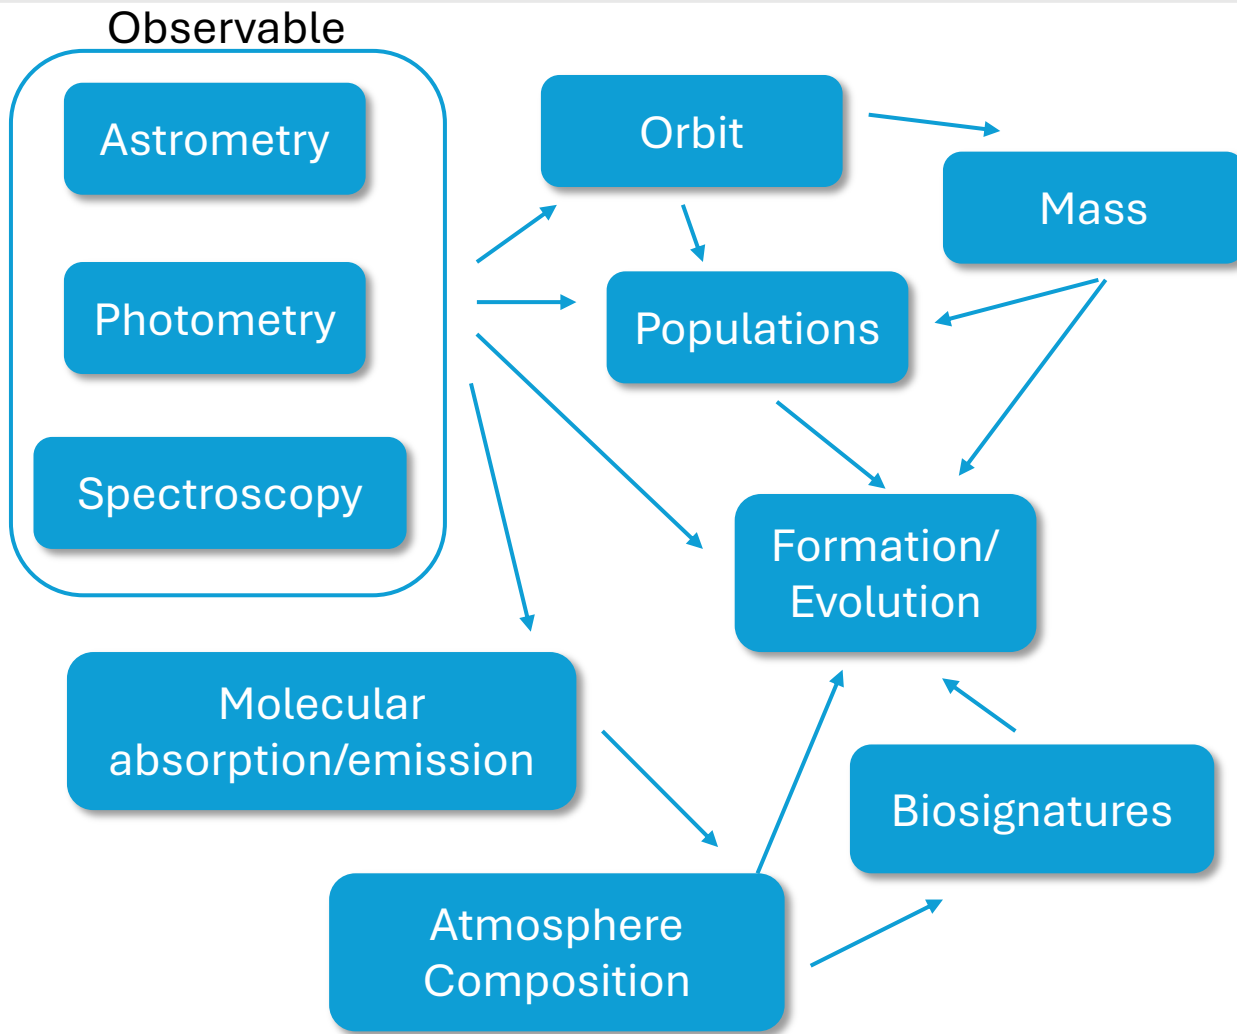 Observable
Astrometry
Photometry
Spectroscopy
Orbit
Mass
Populations
Formation/
Evolution
Molecular
absorption/emission
Biosignatures
Atmosphere
Composition